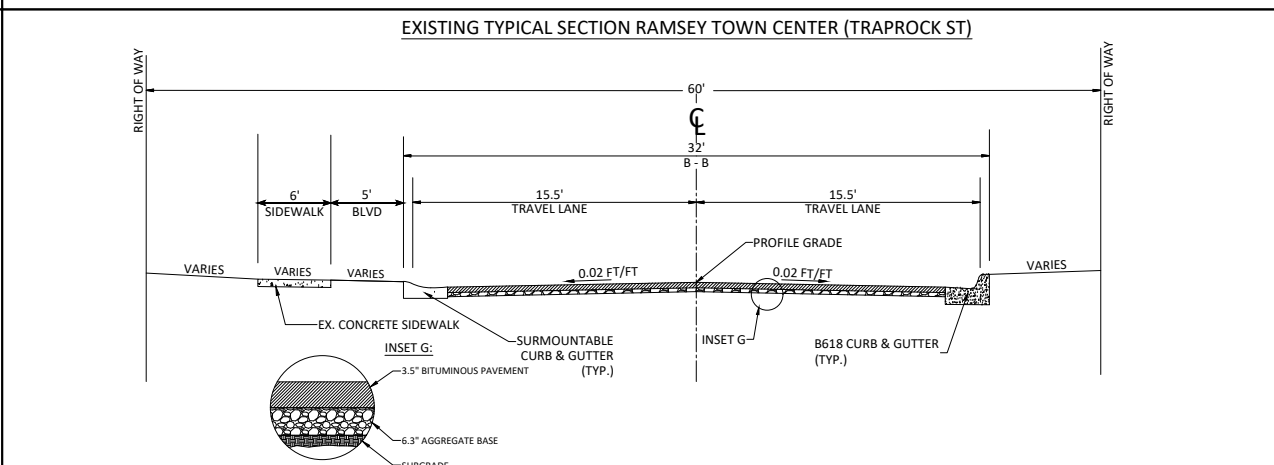 EXISTING TYPICAL SECTION RAMSEY TOWN CENTER (TRAPROCK ST)
RIGHT OF WAY
RIGHT OF WAY
60'
CL
32'
B - B
6'
SIDEWALK
5'
BLVD
15.5'
TRAVEL LANE
15.5'
TRAVEL LANE
PROFILE GRADE
VARIES
VARIES
VARIES
0.02 FT/FT
0.02 FT/FT
VARIES
EX. CONCRETE SIDEWALK
SURMOUNTABLE
CURB & GUTTER
(TYP.)
INSET G
B618 CURB & GUTTER
(TYP.)
INSET G:
3.5" BITUMINOUS PAVEMENT
6.3" AGGREGATE BASE
SUBGRADE